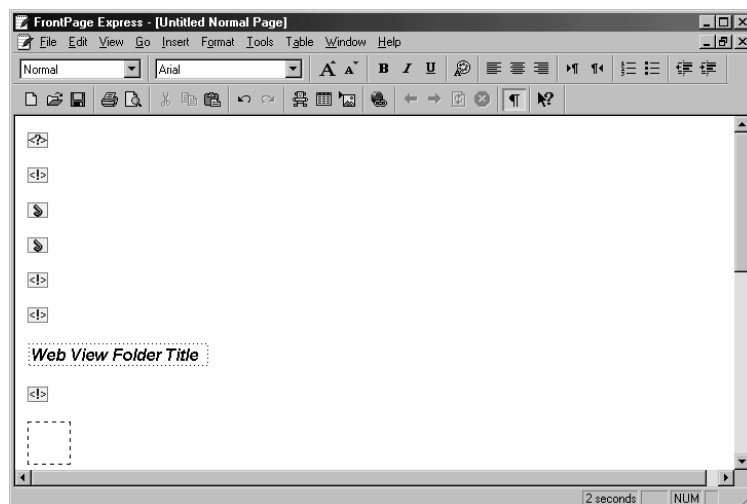 FrontPage Express - [Untitled Normal Page]
File Edit View Go Insert Format Tools Table Window Help
Normal Arial A A B I U
<?>
<!>
<!>
<!>
Web View Folder Title
<!>
2 seconds NUM